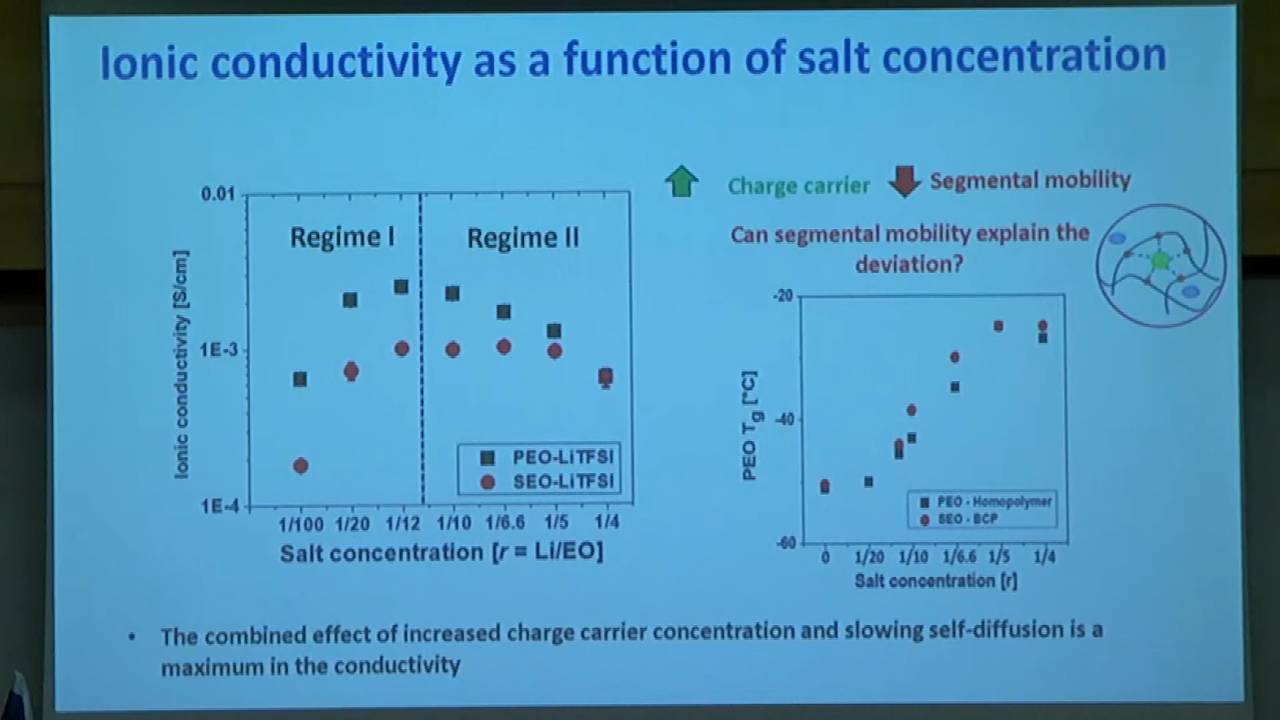 Ionic conductivity as a function of salt concentration
Charge carrier
Segmental mobility
Can segmental mobility explain the
deviation?
Ionic conductivity [S/cm]
0.01
1E-3
1E-4
Regime I
Regime II
PEO-LiTFSI
SEO-LiTFSI
1/100 1/20 1/12 1/10 1/6.6 1/5 1/4
Salt concentration [r = Li/EO]
PEO Tg [°C]
-20
-40
-60
PEO - Homopolymer
SEO - BCP
0 1/20 1/10 1/6.6 1/5 1/4
Salt concentration [r]
• The combined effect of increased charge carrier concentration and slowing self-diffusion is a
maximum in the conductivity